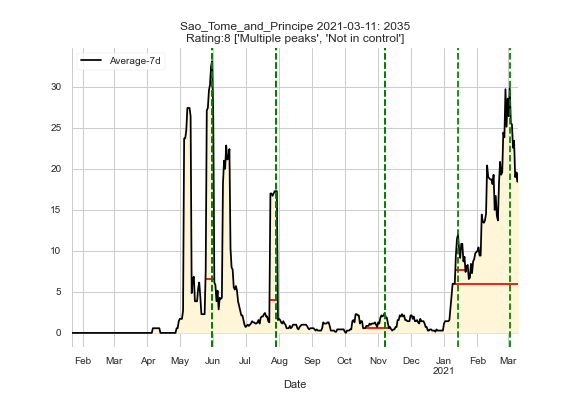 Sao_Tome_and_Principe 2021-03-11: 2035
Rating:8 ['Multiple peaks', 'Not in control']
Average-7d
30
25
20
15
10
5
0
Feb Mar Apr May Jun Jul Aug Sep Oct Nov Dec Jan Feb Mar
2021
Date